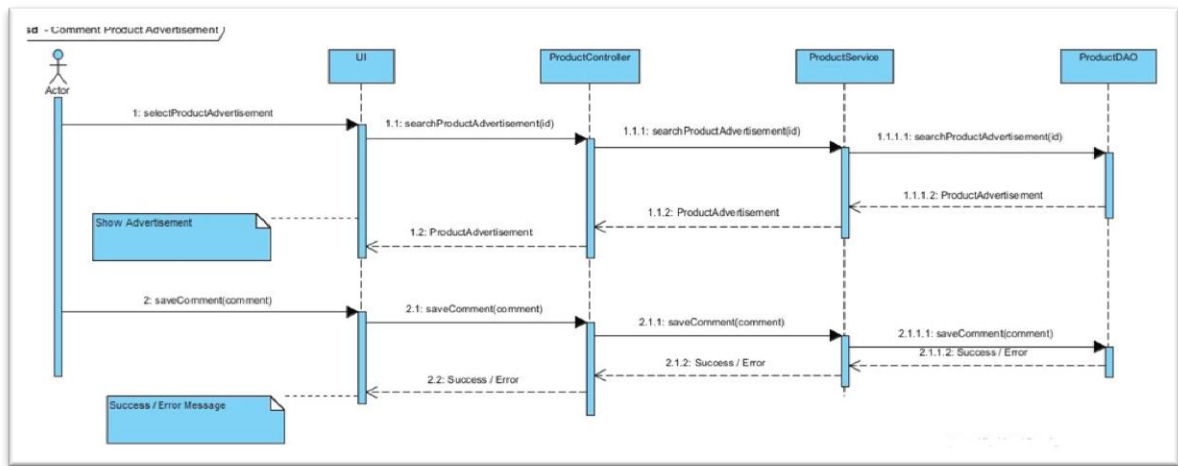 sd - Comment Product Advertisement
UI
ProductController
ProductService
ProductDAO
Actor
1: selectProductAdvertisement
1.1: searchProductAdvertisement(id)
1.1.1: searchProductAdvertisement(id)
1.1.1.1: searchProductAdvertisement(id)
1.1.1.2: ProductAdvertisement
1.1.2: ProductAdvertisement
Show Advertisement
1.2: ProductAdvertisement
2: saveComment(comment)
2.1: saveComment(comment)
2.1.1: saveComment(comment)
2.1.1.1: saveComment(comment)
2.1.1.2: Success / Error
2.1.2: Success / Error
2.2: Success / Error
Success / Error Message